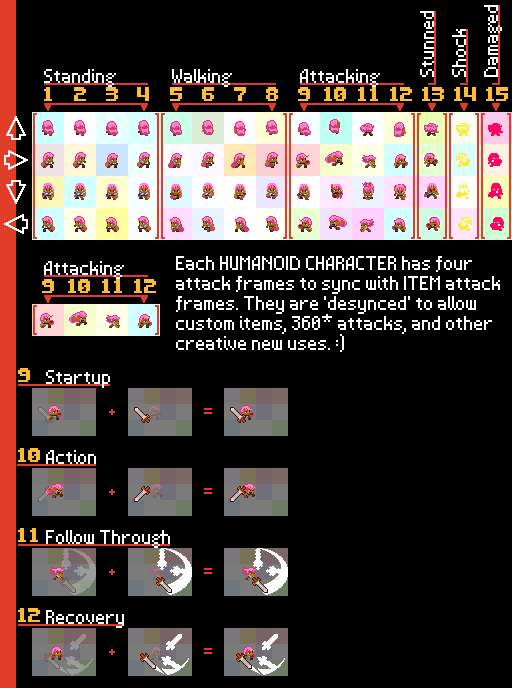 Stunned
Shock
Damaged
Standing
Walking
Attacking
1 2 3 4 5 6 7 8 9 10 11 12 13 14 15
Attacking
9 10 11 12
Each HUMANOID CHARACTER has four
attack frames to sync with ITEM attack
frames. They are 'desynced' to allow
custom items, 360* attacks, and other
creative new uses. :)
9 Startup
+ =
10 Action
+ =
11 Follow Through
+ =
12 Recovery
+ =